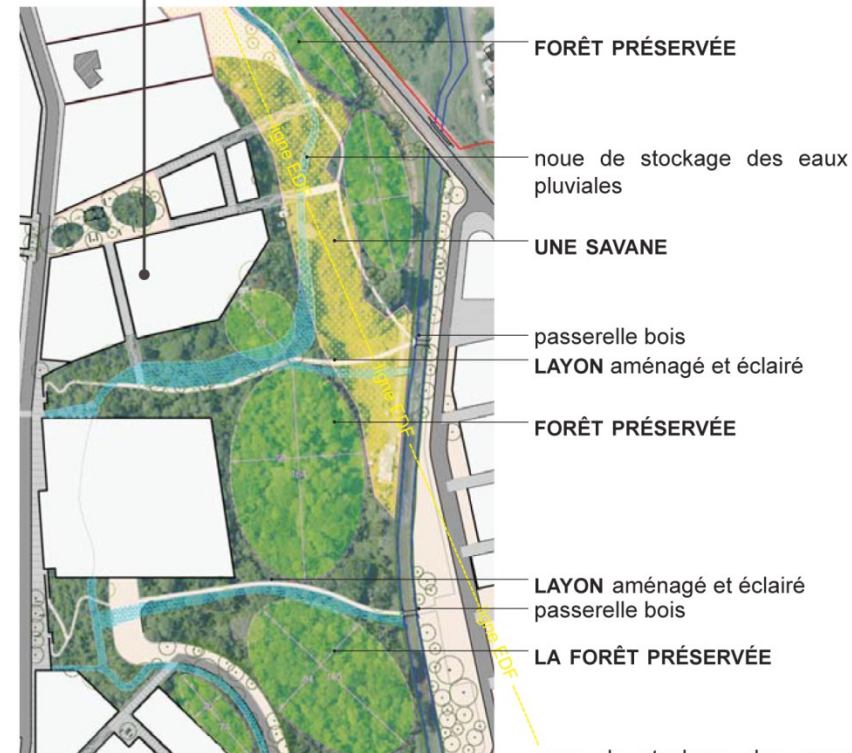 FORÊT PRÉSERVÉE
noue de stockage des eaux
pluviales
UNE SAVANE
passerelle bois
LAYON aménagé et éclairé
FORÊT PRÉSERVÉE
LAYON aménagé et éclairé
passerelle bois
LA FORÊT PRÉSERVÉE
ligne EDF
ligne EDF
ligne EDF